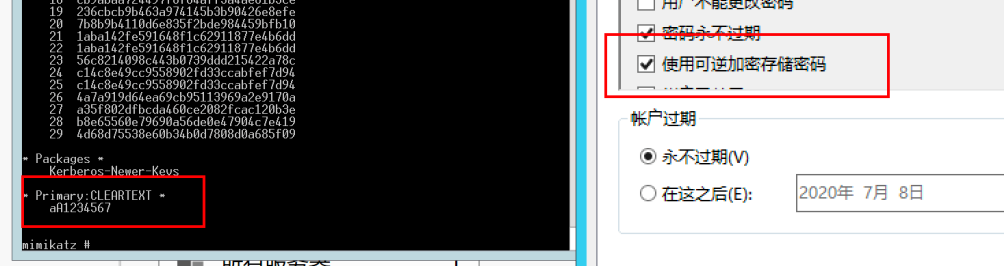 19 236cbcb9b463a974145b3b90426e8efe
20 7b8b9b4110d6e835f2bde984459bfb10
21 1aba142fe591648f1c62911877e4b6dd
22 1aba142fe591648f1c62911877e4b6dd
23 56c8214098c443b0739ddd215422a78c
24 c14c8e49cc9558902fd33ccabfef7d94
25 c14c8e49cc9558902fd33ccabfef7d94
26 4a7a919d64ea69cb95113969a2e9170a
27 a35f802dfbcda460ce2082fcac120b3e
28 b8e65560e79690a56de0e47904c7e419
29 4d68d75538e60b34b0d7808d0a685f09
* Packages *
Kerberos-Newer-Keys
* Primary:CLEARTEXT *
aA1234567
mimikatz #
用户不能更改密码
密码永不过期
使用可逆加密存储密码
帐户过期
永不过期(V)
在这之后(E):
2020年 7月 8日